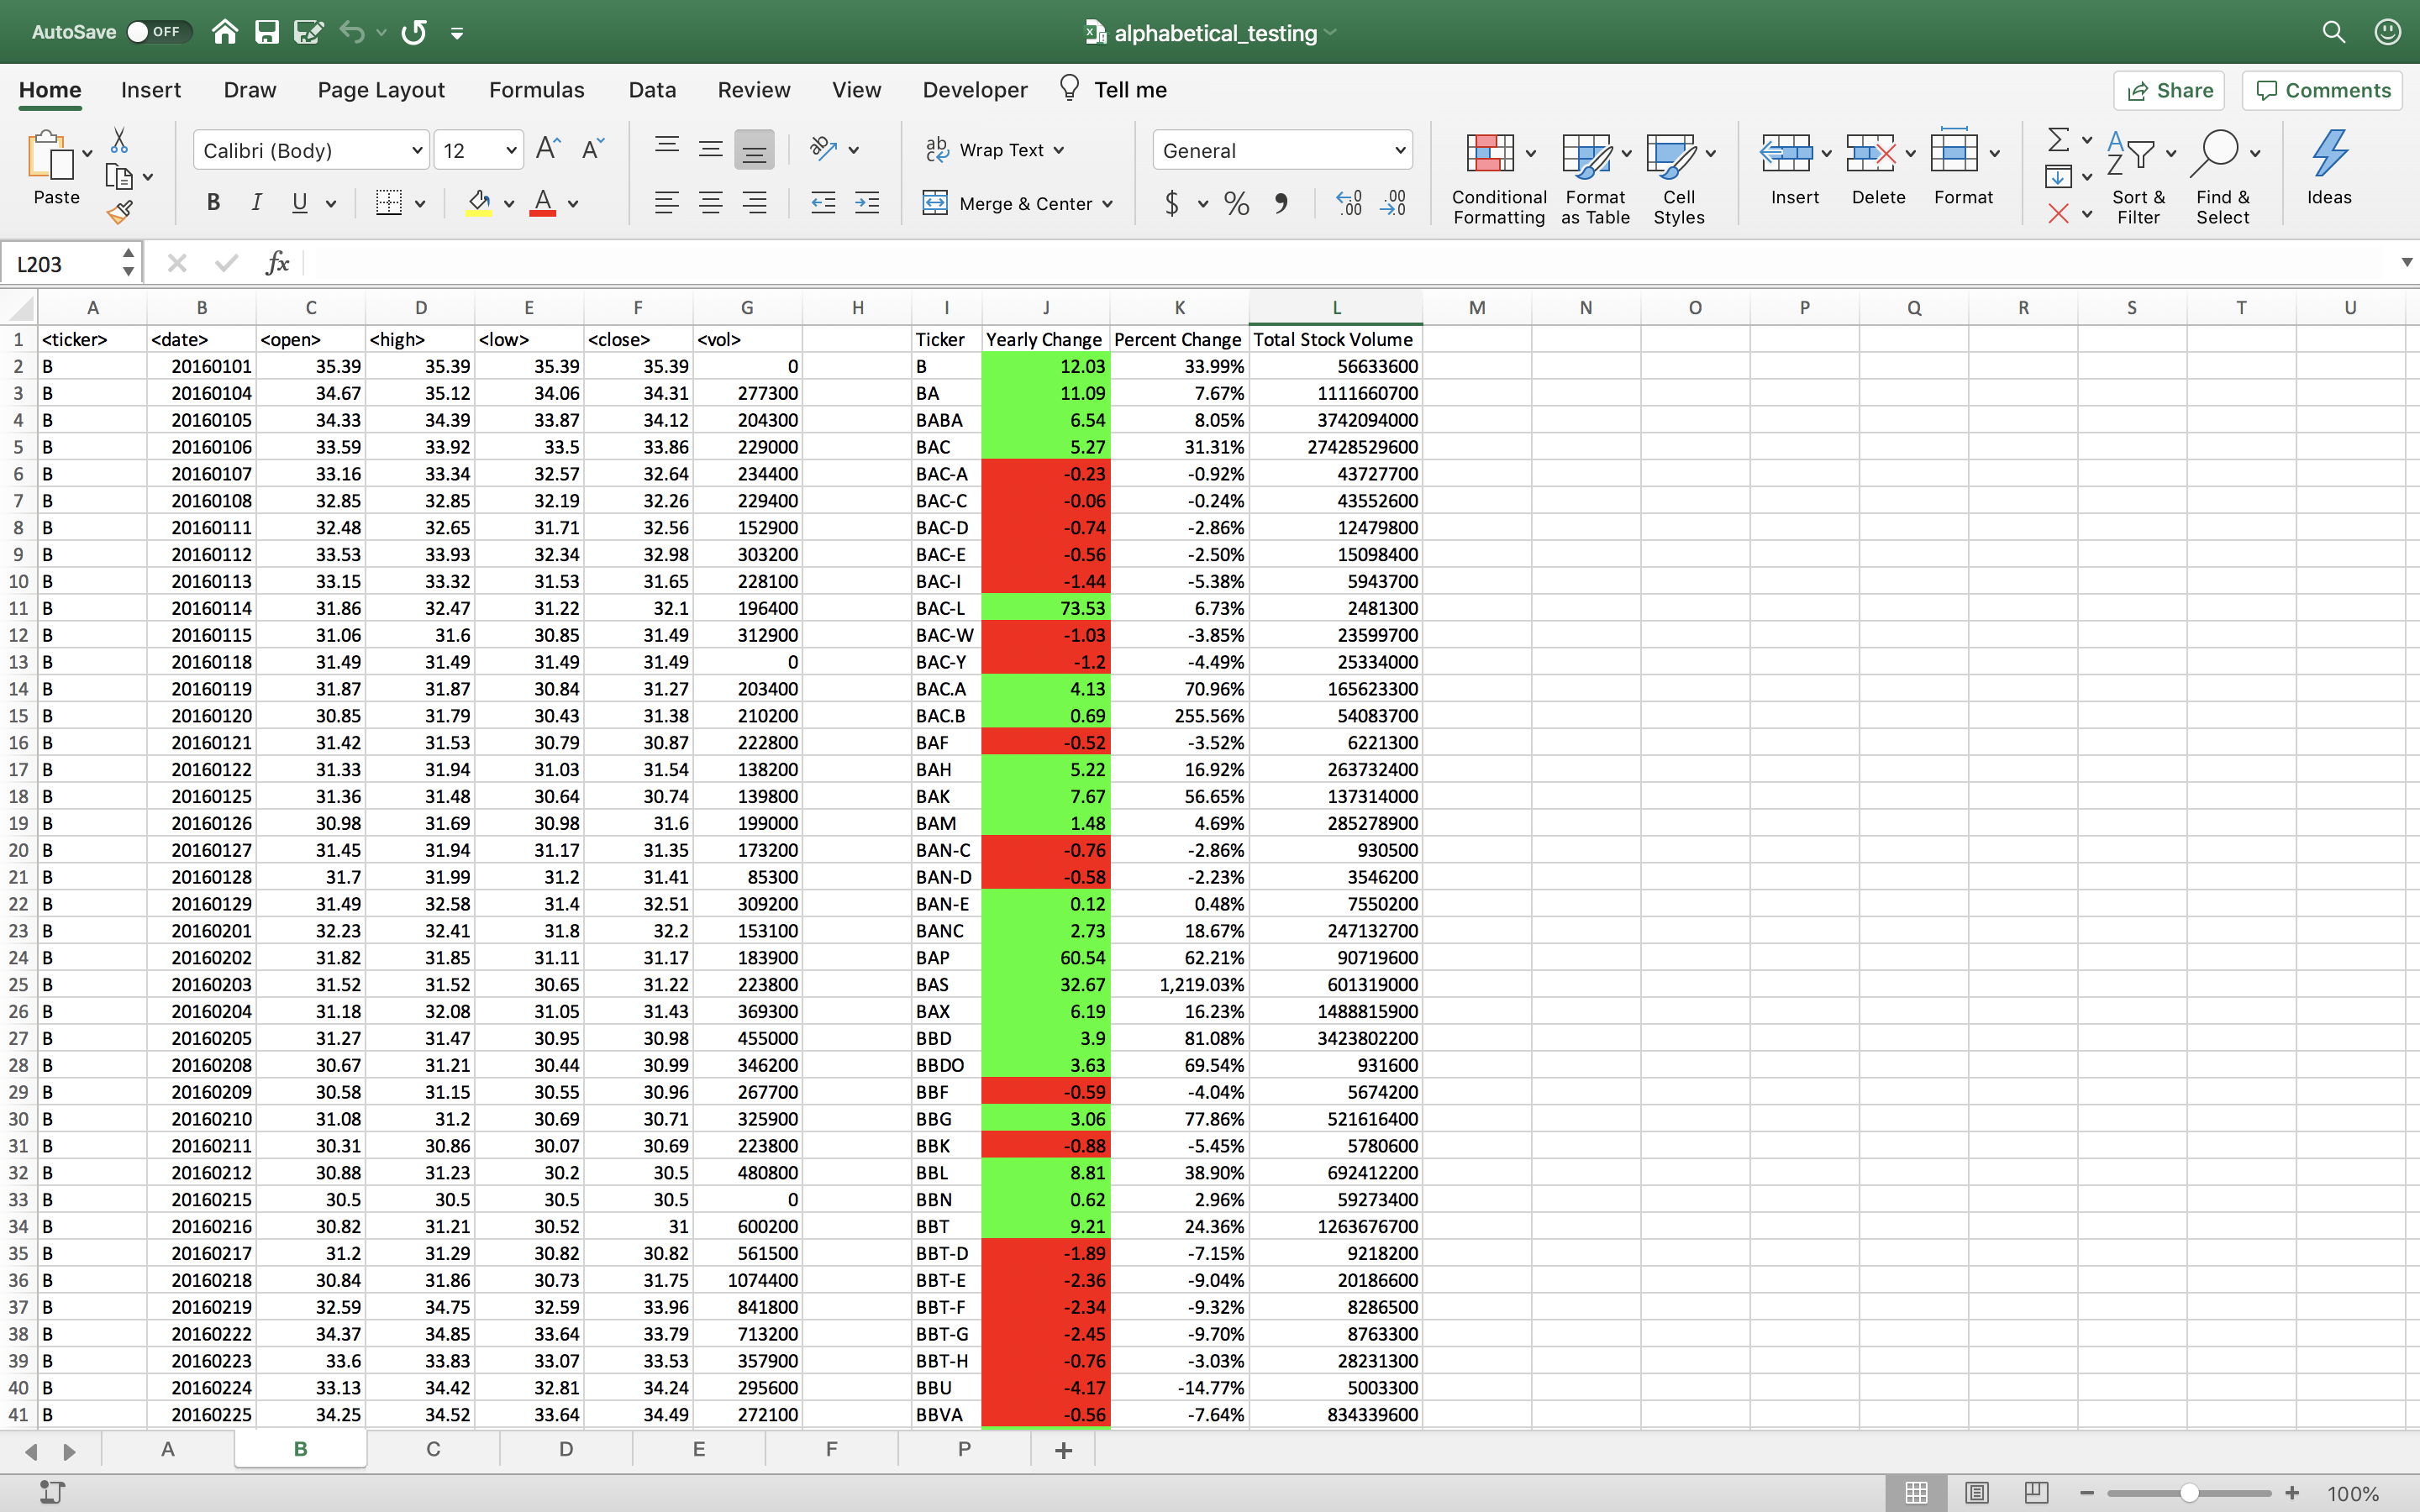 AutoSave OFF alphabetical_testing
Home Insert Draw Page Layout Formulas Data Review View Developer Tell me Share Comments
Paste Calibri (Body) 12 Wrap Text General Conditional Formatting Format as Table Cell Styles Insert Delete Format Sort & Filter Find & Select Ideas
B I U Merge & Center $ % 
L203 fx
A B C D E F G H I J K L M N O P Q R S T U
1 <ticker> <date> <open> <high> <low> <close> <vol> Ticker Yearly Change Percent Change Total Stock Volume
2 B 20160101 35.39 35.39 35.39 35.39 0 B 12.03 33.99% 56633600
3 B 20160104 34.67 35.12 34.06 34.31 277300 BA 11.09 7.67% 1111660700
4 B 20160105 34.33 34.39 33.87 34.12 204300 BABA 6.54 8.05% 3742094000
5 B 20160106 33.59 33.92 33.5 33.86 229000 BAC 5.27 31.31% 27428529600
6 B 20160107 33.16 33.34 32.57 32.64 234400 BAC-A -0.23 -0.92% 43727700
7 B 20160108 32.85 32.85 32.19 32.26 229400 BAC-C -0.06 -0.24% 43552600
8 B 20160111 32.48 32.65 31.71 32.56 152900 BAC-D -0.74 -2.86% 12479800
9 B 20160112 33.53 33.93 32.34 32.98 303200 BAC-E -0.56 -2.50% 15098400
10 B 20160113 33.15 33.32 31.53 31.65 228100 BAC-I -1.44 -5.38% 5943700
11 B 20160114 31.86 32.47 31.22 32.1 196400 BAC-L 73.53 6.73% 2481300
12 B 20160115 31.06 31.6 30.85 31.49 312900 BAC-W -1.03 -3.85% 23599700
13 B 20160118 31.49 31.49 31.49 31.49 0 BAC-Y -1.2 -4.49% 25334000
14 B 20160119 31.87 31.87 30.84 31.27 203400 BAC.A 4.13 70.96% 165623300
15 B 20160120 30.85 31.79 30.43 31.38 210200 BAC.B 0.69 255.56% 54083700
16 B 20160121 31.42 31.53 30.79 30.87 222800 BAF -0.52 -3.52% 6221300
17 B 20160122 31.33 31.94 31.03 31.54 138200 BAH 5.22 16.92% 263732400
18 B 20160125 31.36 31.48 30.64 30.74 139800 BAK 7.67 56.65% 137314000
19 B 20160126 30.98 31.69 30.98 31.6 199000 BAM 1.48 4.69% 285278900
20 B 20160127 31.45 31.94 31.17 31.35 173200 BAN-C -0.76 -2.86% 930500
21 B 20160128 31.7 31.99 31.2 31.41 85300 BAN-D -0.58 -2.23% 3546200
22 B 20160129 31.49 32.58 31.4 32.51 309200 BAN-E 0.12 0.48% 7550200
23 B 20160201 32.23 32.41 31.8 32.2 153100 BANC 2.73 18.67% 247132700
24 B 20160202 31.82 31.85 31.11 31.17 183900 BAP 60.54 62.21% 90719600
25 B 20160203 31.52 31.52 30.65 31.22 223800 BAS 32.67 1,219.03% 601319000
26 B 20160204 31.18 32.08 31.05 31.43 369300 BAX 6.19 16.23% 1488815900
27 B 20160205 31.27 31.47 30.95 30.98 455000 BBD 3.9 81.08% 3423802200
28 B 20160208 30.67 31.21 30.44 30.99 346200 BBDO 3.63 69.54% 931600
29 B 20160209 30.58 31.15 30.55 30.96 267700 BBF -0.59 -4.04% 5674200
30 B 20160210 31.08 31.2 30.69 30.71 325900 BBG 3.06 77.86% 521616400
31 B 20160211 30.31 30.86 30.07 30.69 223800 BBK -0.88 -5.45% 5780600
32 B 20160212 30.88 31.23 30.2 30.5 480800 BBL 8.81 38.90% 692412200
33 B 20160215 30.5 30.5 30.5 30.5 0 BBN 0.62 2.96% 59273400
34 B 20160216 30.82 31.21 30.52 31 600200 BBT 9.21 24.36% 1263676700
35 B 20160217 31.2 31.29 30.82 30.82 561500 BBT-D -1.89 -7.15% 9218200
36 B 20160218 30.84 31.86 30.73 31.75 1074400 BBT-E -2.36 -9.04% 20186600
37 B 20160219 32.59 34.75 32.59 33.96 841800 BBT-F -2.34 -9.32% 8286500
38 B 20160222 34.37 34.85 33.64 33.79 713200 BBT-G -2.45 -9.70% 8763300
39 B 20160223 33.6 33.83 33.07 33.53 357900 BBT-H -0.76 -3.03% 28231300
40 B 20160224 33.13 34.42 32.81 34.24 295600 BBU -4.17 -14.77% 5003300
41 B 20160225 34.25 34.52 33.64 34.49 272100 BBVA -0.56 -7.64% 834339600
A B C D E F P +
100%